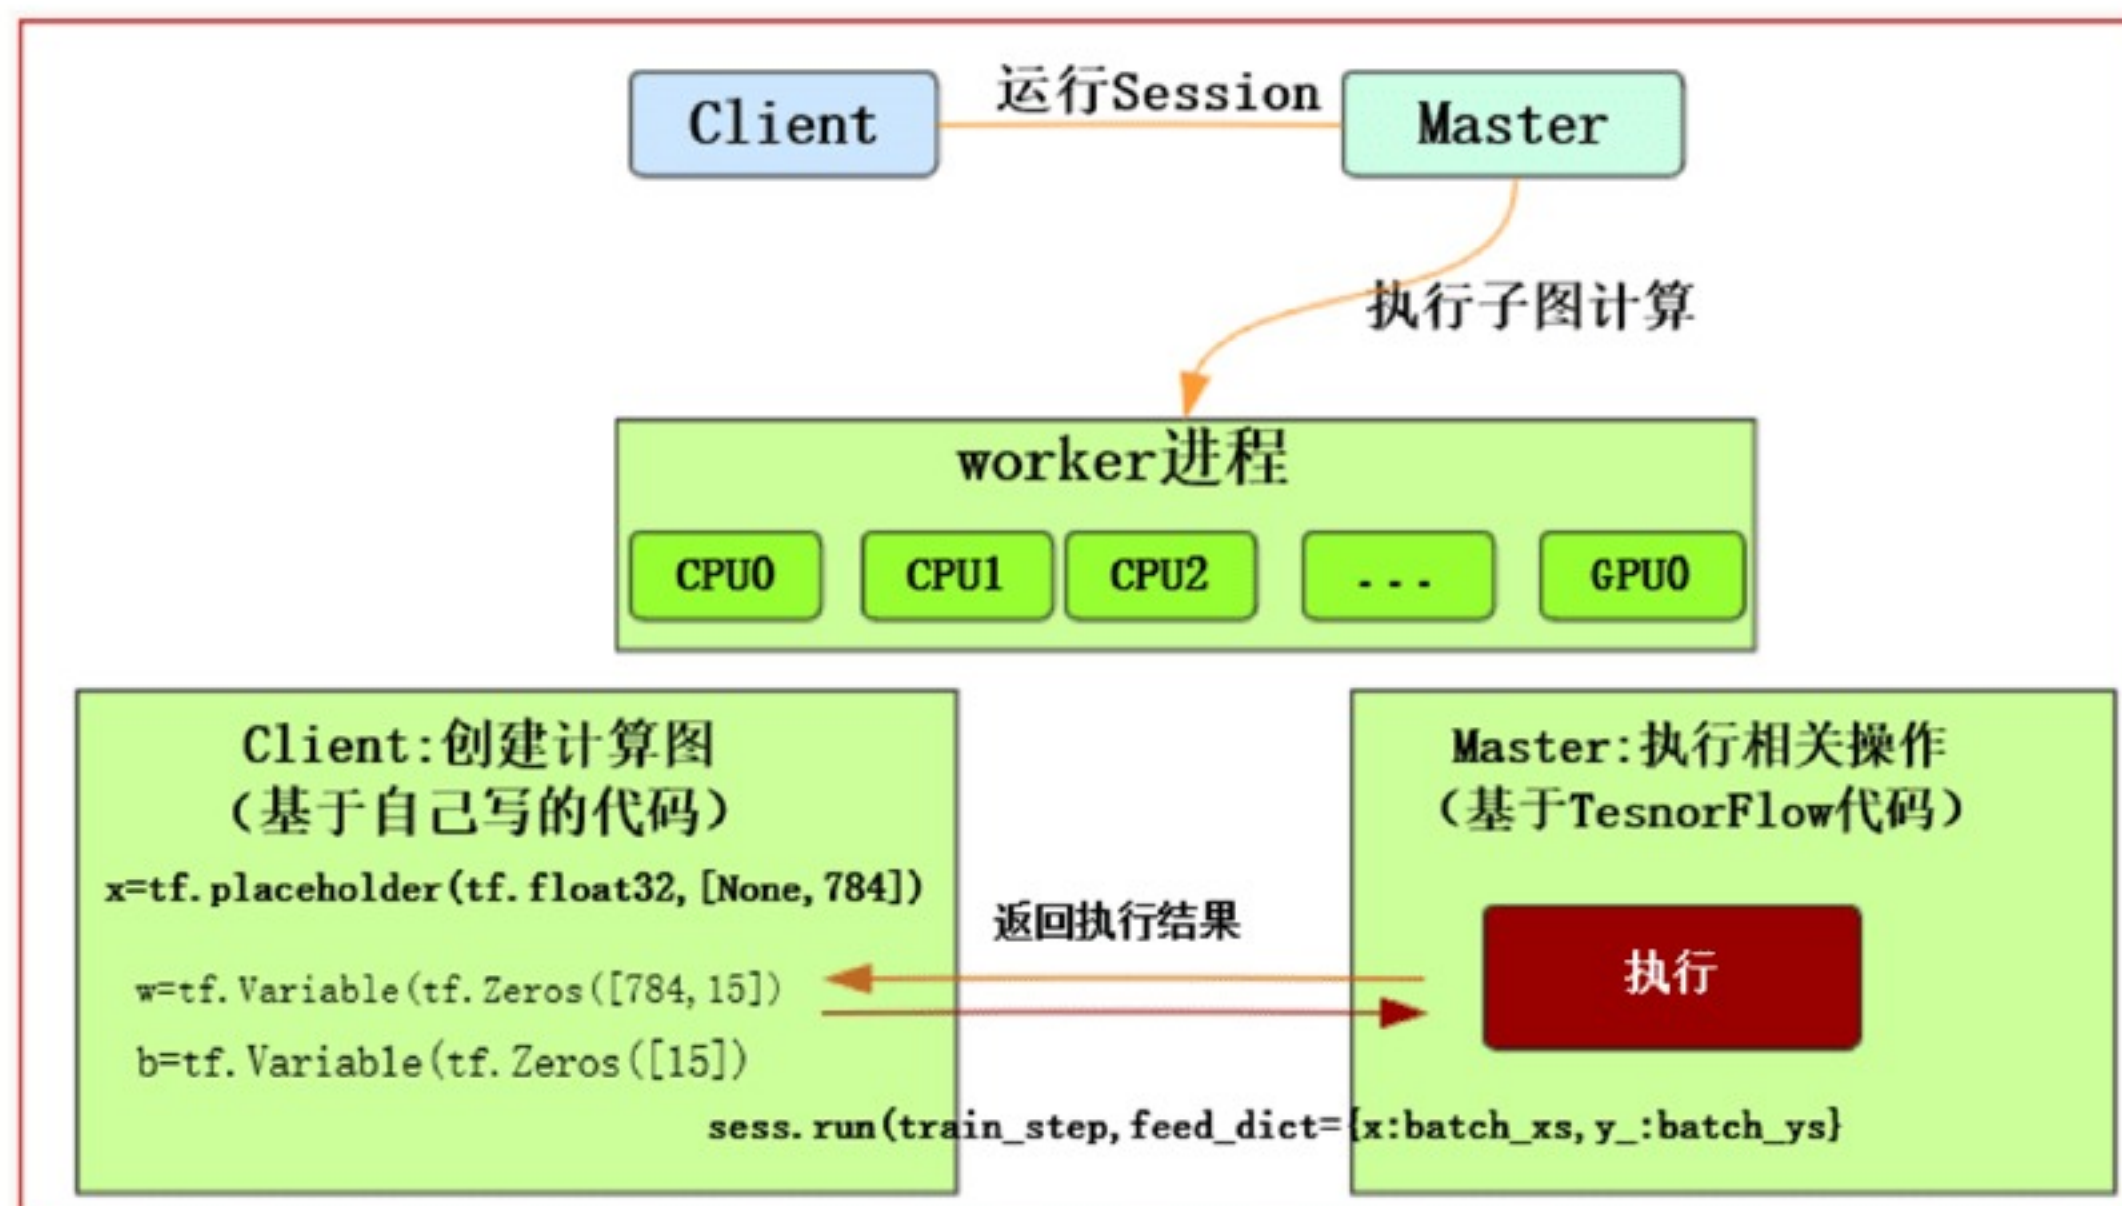 Client
运行Session
Master
执行子图计算
worker进程
CPU0
CPU1
CPU2
...
GPU0
Client:创建计算图
（基于自己写的代码）
x=tf.placeholder(tf.float32,[None,784])
w=tf.Variable(tf.Zeros([784,15])
b=tf.Variable(tf.Zeros([15])
返回执行结果
Master:执行相关操作
（基于TesnorFlow代码）
执行
sess.run(train_step,feed_dict={x:batch_xs,y_:batch_ys}